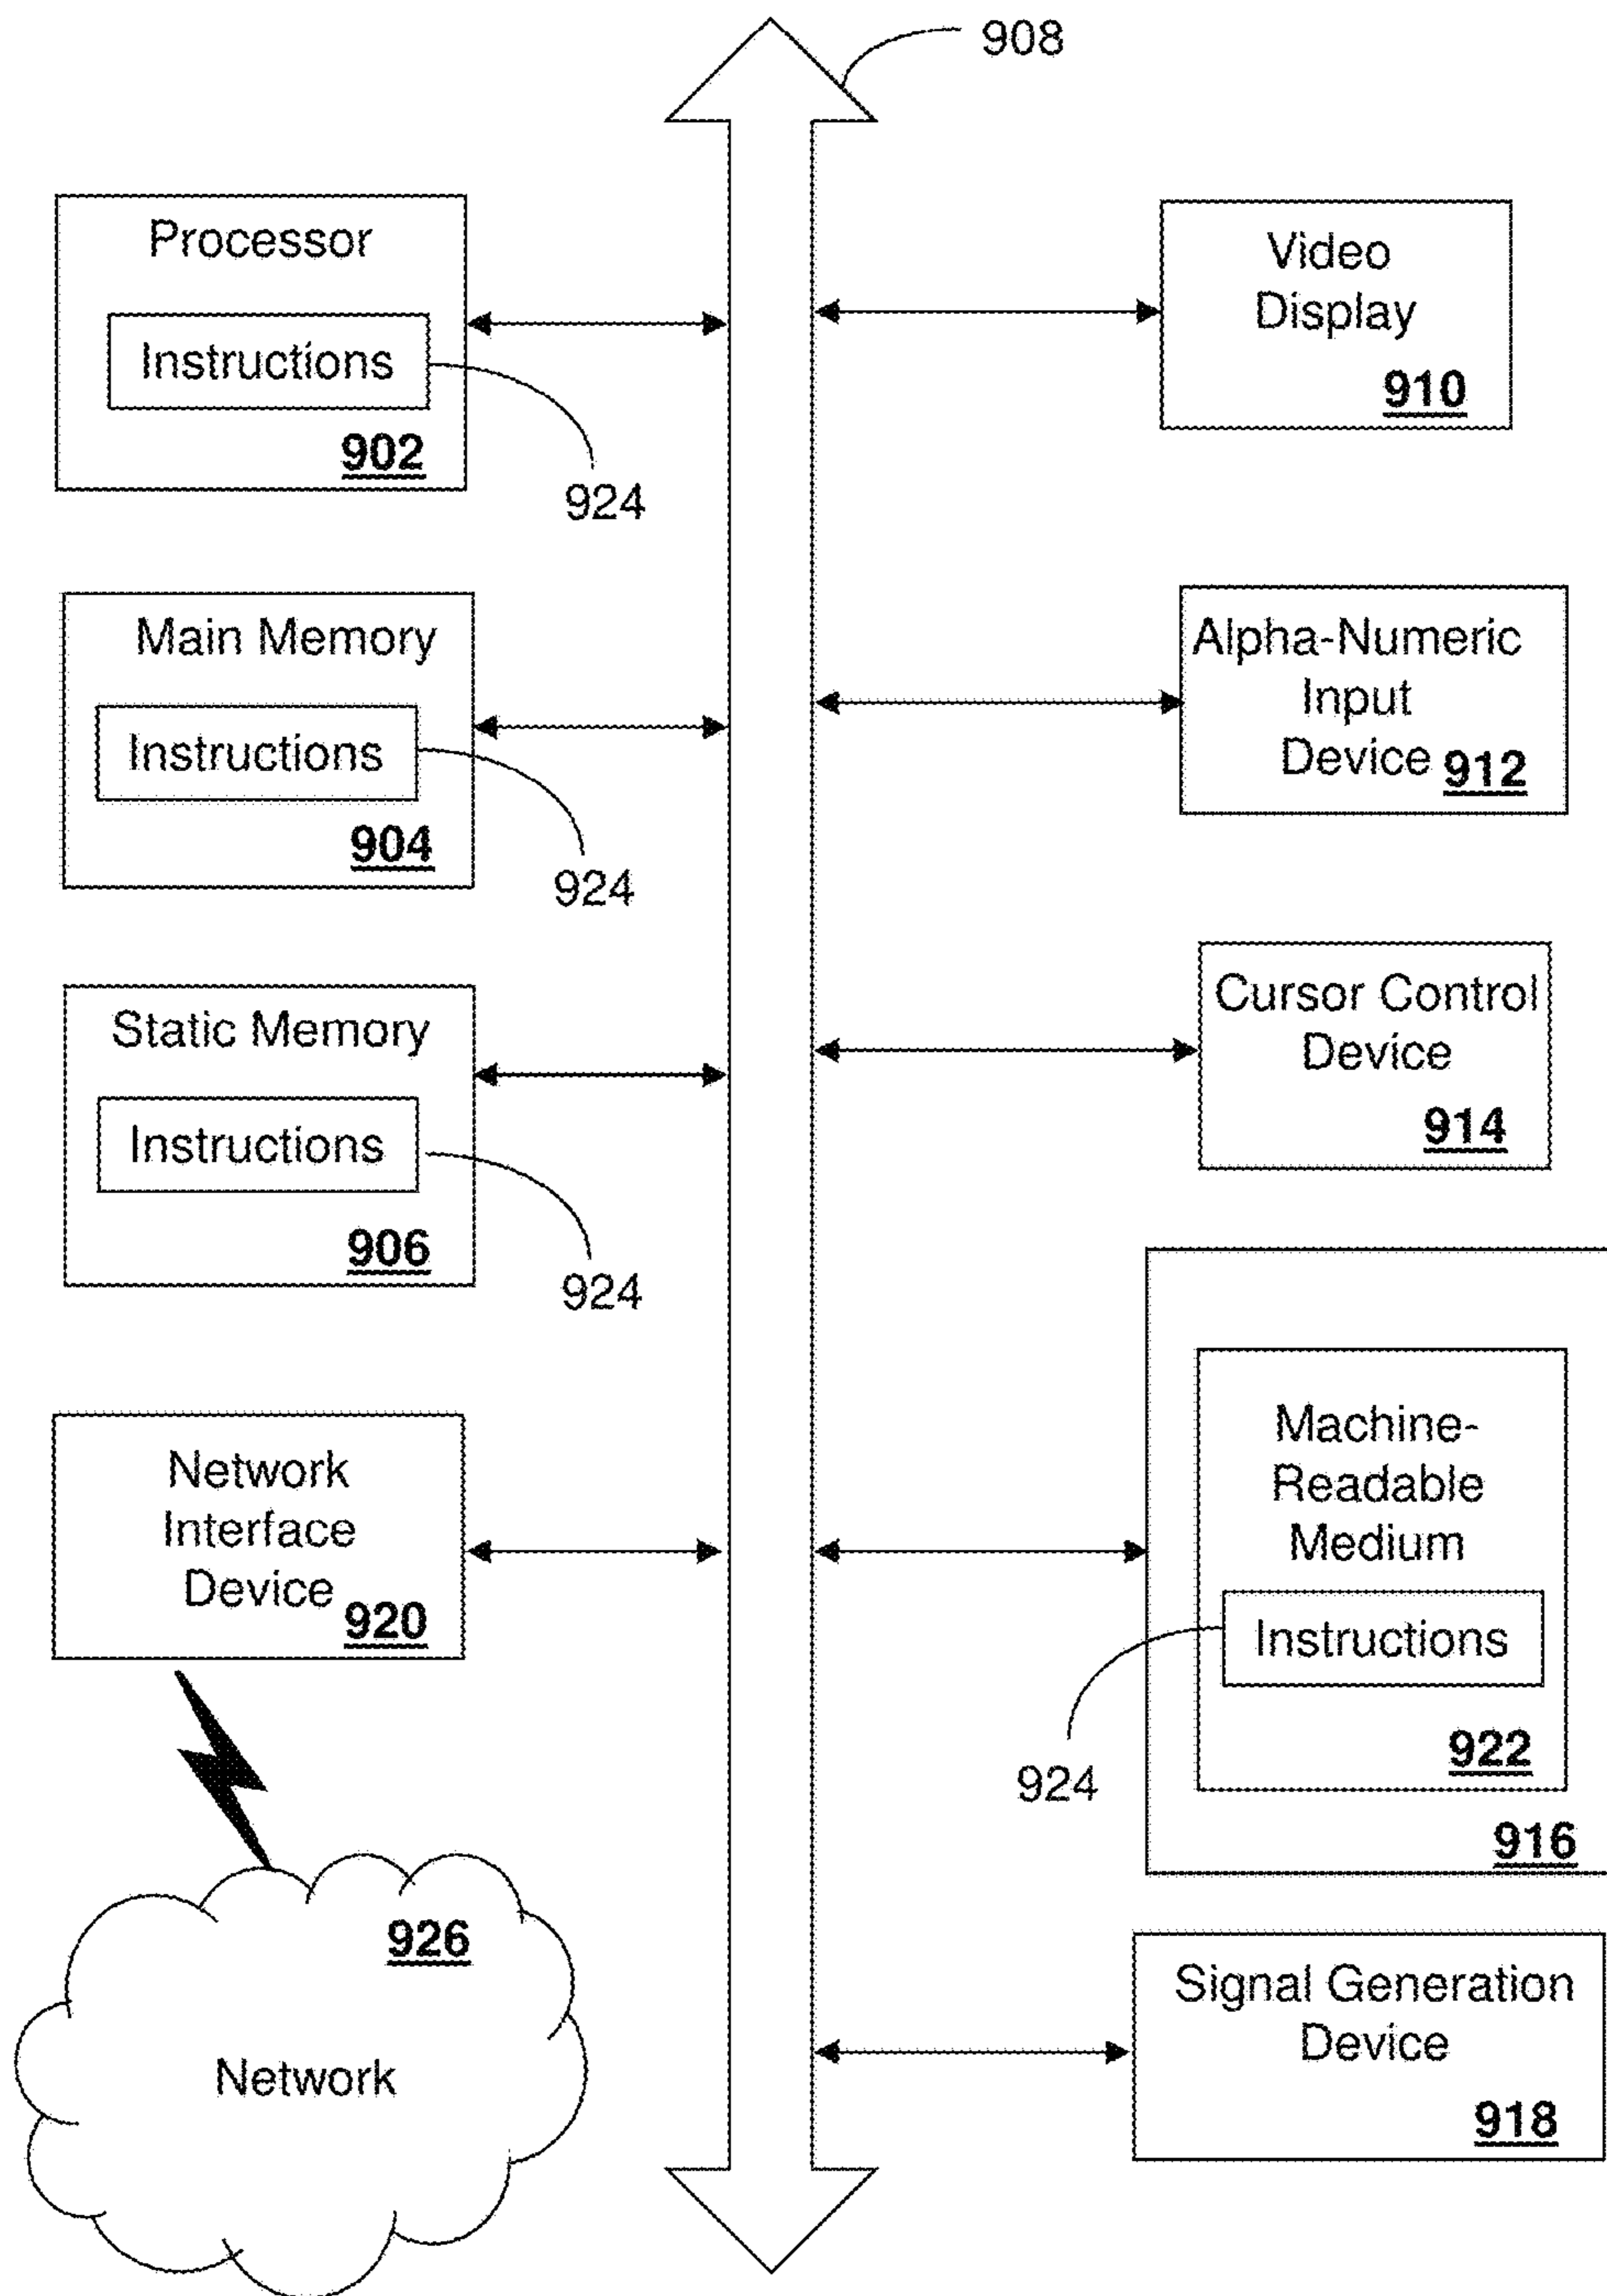 908
Processor
Instructions
902
924
Main Memory
Instructions
904
924
Static Memory
Instructions
906
924
Network
Interface
Device
920
926
Network
Video
Display
910
Alpha-Numeric
Input
Device
912
Cursor Control
Device
914
Machine-
Readable
Medium
Instructions
922
924
916
Signal Generation
Device
918